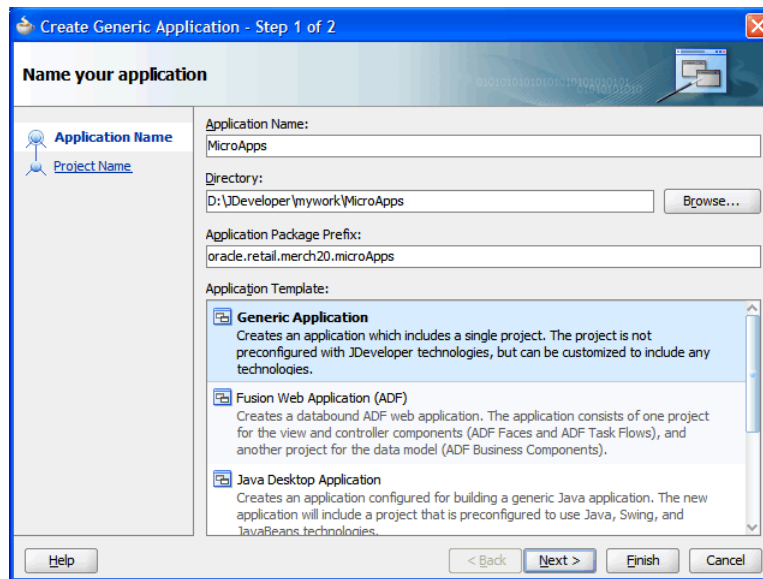 Create Generic Application - Step 1 of 2
Name your application
Application Name
Project Name
Application Name:
MicroApps
Directory:
D:\JDeveloper\mywork\MicroApps
Browse...
Application Package Prefix:
oracle.retail.merch20.microApps
Application Template:
Generic Application
Creates an application which includes a single project. The project is not
preconfigured with JDeveloper technologies, but can be customized to include any
technologies.
Fusion Web Application (ADF)
Creates a databound ADF web application. The application consists of one project
for the view and controller components (ADF Faces and ADF Task Flows), and
another project for the data model (ADF Business Components).
Java Desktop Application
Creates an application configured for building a generic Java application. The new
application will include a project that is preconfigured to use Java, Swing, and
JavaBeans technologies.
Help
< Back
Next >
Finish
Cancel